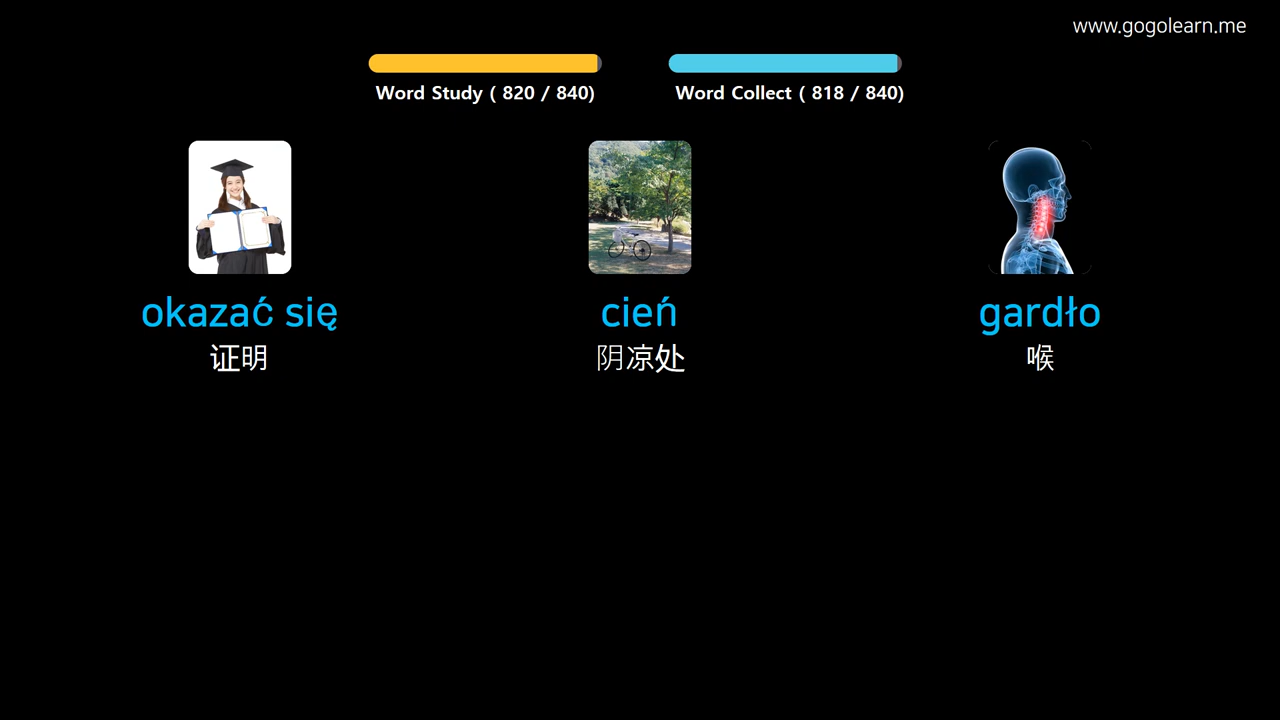 www.gogolearn.me
Word Study ( 820 / 840)
Word Collect ( 818 / 840)
okazać się
cień
gardło
证明
阴凉处
喉